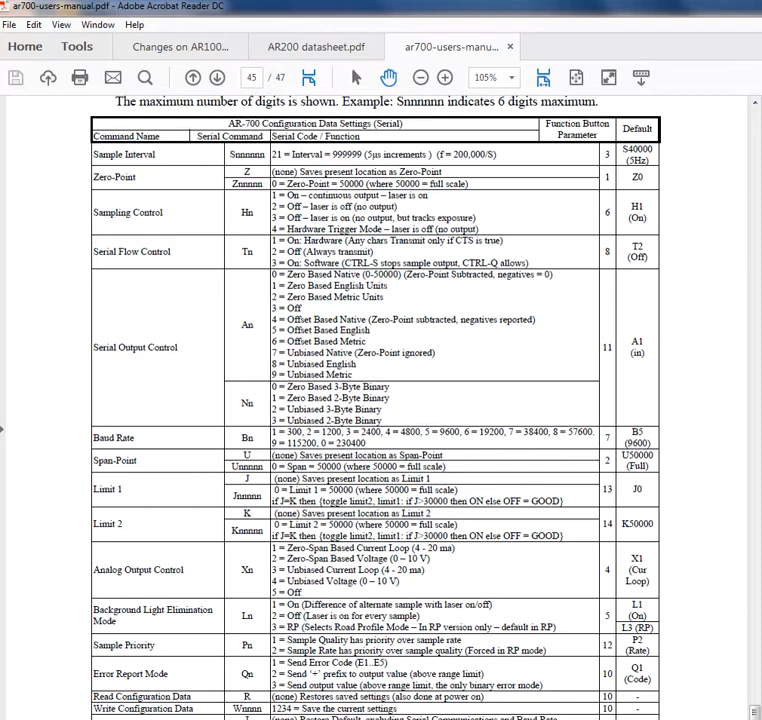 ar700-users-manual.pdf - Adobe Acrobat Reader DC
File Edit View Window Help
Home Tools Changes on AR100... AR200 datasheet.pdf ar700-users-manu... ×
45 / 47 105%
The maximum number of digits is shown. Example: Snnnnnn indicates 6 digits maximum.
AR-700 Configuration Data Settings (Serial) Function Button Parameter Default
Command Name Serial Command Serial Code / Function
Sample Interval Snnnnnn 21 = Interval = 999999 (5µs increments ) (f = 200,000/S) 3 S40000 (5Hz)
Zero-Point Z (none) Saves present location as Zero-Point 1 Z0
Znnnnn 0 = Zero-Point = 50000 (where 50000 = full scale)
Sampling Control Hn 1 = On – continuous output – laser is on 6 H1 (On)
2 = Off – laser is off (no output)
3 = Off – laser is on (no output, but tracks exposure)
4 = Hardware Trigger Mode – laser is off (no output)
Serial Flow Control Tn 1 = On: Hardware (Any chars Transmit only if CTS is true) 8 T2 (Off)
2 = Off (Always transmit)
3 = On: Software (CTRL-S stops sample output, CTRL-Q allows)
Serial Output Control An 0 = Zero Based Native (0-50000) (Zero-Point Subtracted, negatives = 0) 11 A1 (in)
1 = Zero Based English Units
2 = Zero Based Metric Units
3 = Off
4 = Offset Based Native (Zero-Point subtracted, negatives reported)
5 = Offset Based English
6 = Offset Based Metric
7 = Unbiased Native (Zero-Point ignored)
8 = Unbiased English
9 = Unbiased Metric
Nn 0 = Zero Based 3-Byte Binary
1 = Zero Based 2-Byte Binary
2 = Unbiased 3-Byte Binary
3 = Unbiased 2-Byte Binary
Baud Rate Bn 1 = 300, 2 = 1200, 3 = 2400, 4 = 4800, 5 = 9600, 6 = 19200, 7 = 38400, 8 = 57600. 7 B5 (9600)
9 = 115200, 0 = 230400
Span-Point U (none) Saves present location as Span-Point 2 U50000 (Full)
Unnnnn 0 = Span = 50000 (where 50000 = full scale)
Limit 1 J (none) Saves present location as Limit 1 13 J0
Jnnnnn 0 = Limit 1 = 50000 (where 50000 = full scale)
if J=K then {toggle limit2, limit1: if J>30000 then ON else OFF = GOOD}
Limit 2 K (none) Saves present location as Limit 2 14 K50000
Knnnnn 0 = Limit 2 = 50000 (where 50000 = full scale)
if J=K then {toggle limit2, limit1: if J>30000 then ON else OFF = GOOD}
Analog Output Control Xn 1 = Zero-Span Based Current Loop (4 - 20 ma) 4 X1 (Cur Loop)
2 = Zero-Span Based Voltage (0 – 10 V)
3 = Unbiased Current Loop (4 - 20 ma)
4 = Unbiased Voltage (0 – 10 V)
5 = Off
Background Light Elimination Mode Ln 1 = On (Difference of alternate sample with laser on/off) 5 L1 (On)
2 = Off (Laser is on for every sample)
3 = RP (Selects Road Profile Mode – In RP version only – default in RP) L3 (RP)
Sample Priority Pn 1 = Sample Quality has priority over sample rate 12 P2 (Rate)
2 = Sample Rate has priority over sample quality (Forced in RP mode)
Error Report Mode Qn 1 = Send Error Code (E1..E5) 10 Q1 (Code)
2 = Send '+' prefix to output value (above range limit)
3 = Send output value (above range limit, the only binary error mode)
Read Configuration Data R (none) Restores saved settings (also done at power on) 10 -
Write Configuration Data Wnnnn 1234 = Save the current settings 10 -
(none) Restore Default, excluding Serial Communications and Baud Rate